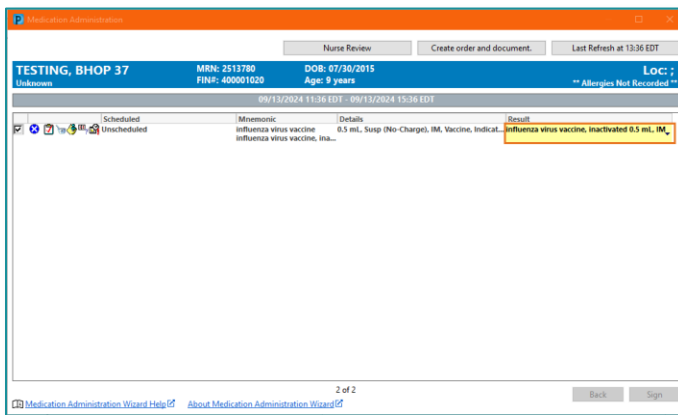 Medication Administration
Nurse Review Create order and document. Last Refresh at 13:36 EDT
TESTING, BHOP 37 MRN: 2513780 DOB: 07/30/2015 Loc: ;
Unknown FIN#: 400001020 Age: 9 years ** Allergies Not Recorded **
09/13/2024 11:36 EDT - 09/13/2024 15:36 EDT
Scheduled Mnemonic Details Result
Unscheduled influenza virus vaccine 0.5 mL, Susp (No-Charge), IM, Vaccine, Indicat... influenza virus vaccine, inactivated 0.5 mL, IM,
influenza virus vaccine, ina...
2 of 2
Back Sign
Medication Administration Wizard Help About Medication Administration Wizard